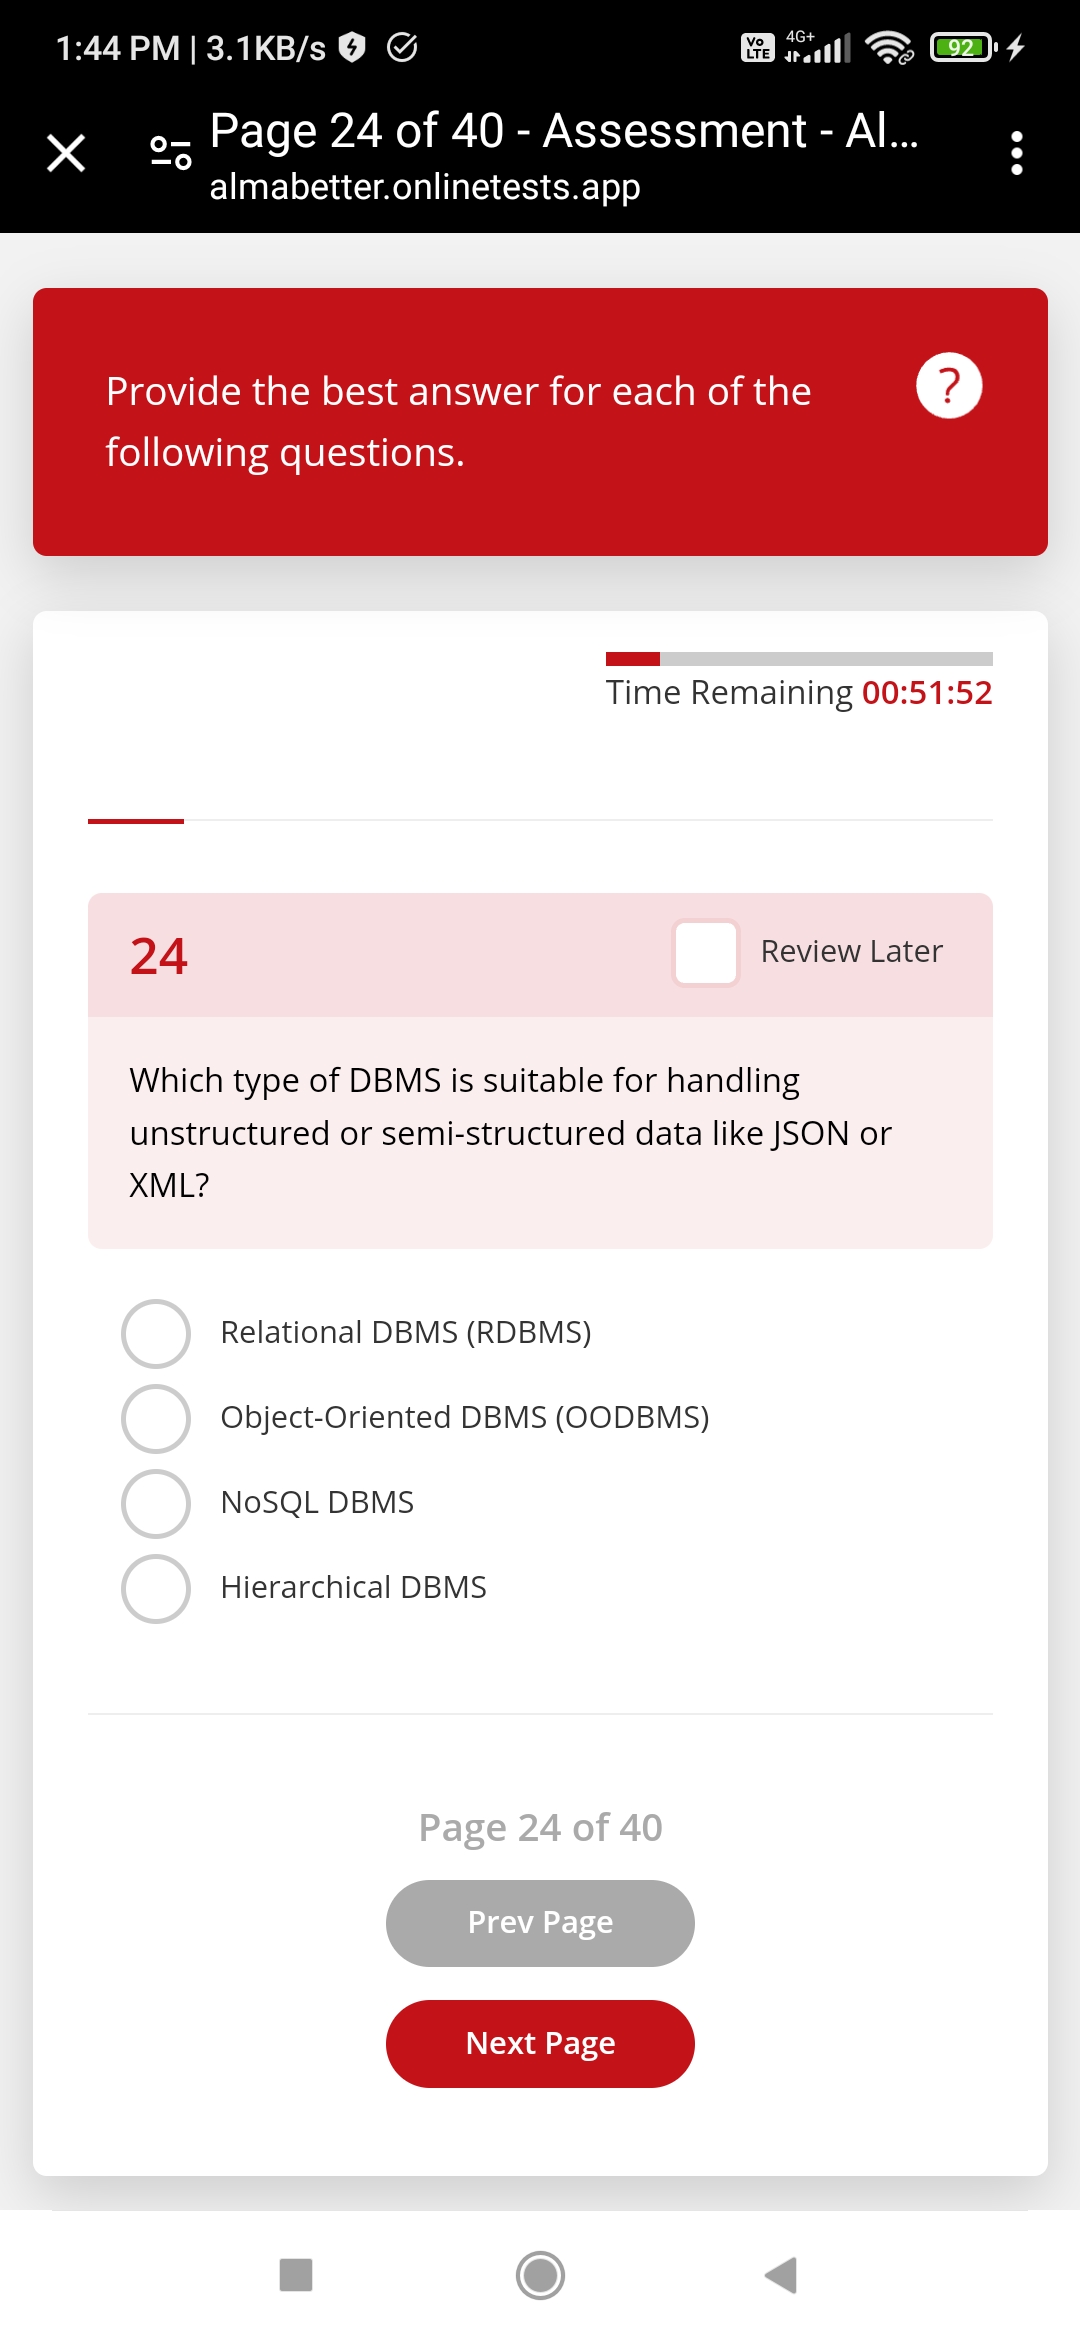 1:44 PM | 3.1KB/s
Vo LTE 4G+ 92
Page 24 of 40 - Assessment - Al...
almabetter.onlinetests.app
Provide the best answer for each of the
following questions.
?
Time Remaining 00:51:52
24
Review Later
Which type of DBMS is suitable for handling
unstructured or semi-structured data like JSON or
XML?
Relational DBMS (RDBMS)
Object-Oriented DBMS (OODBMS)
NoSQL DBMS
Hierarchical DBMS
Page 24 of 40
Prev Page
Next Page